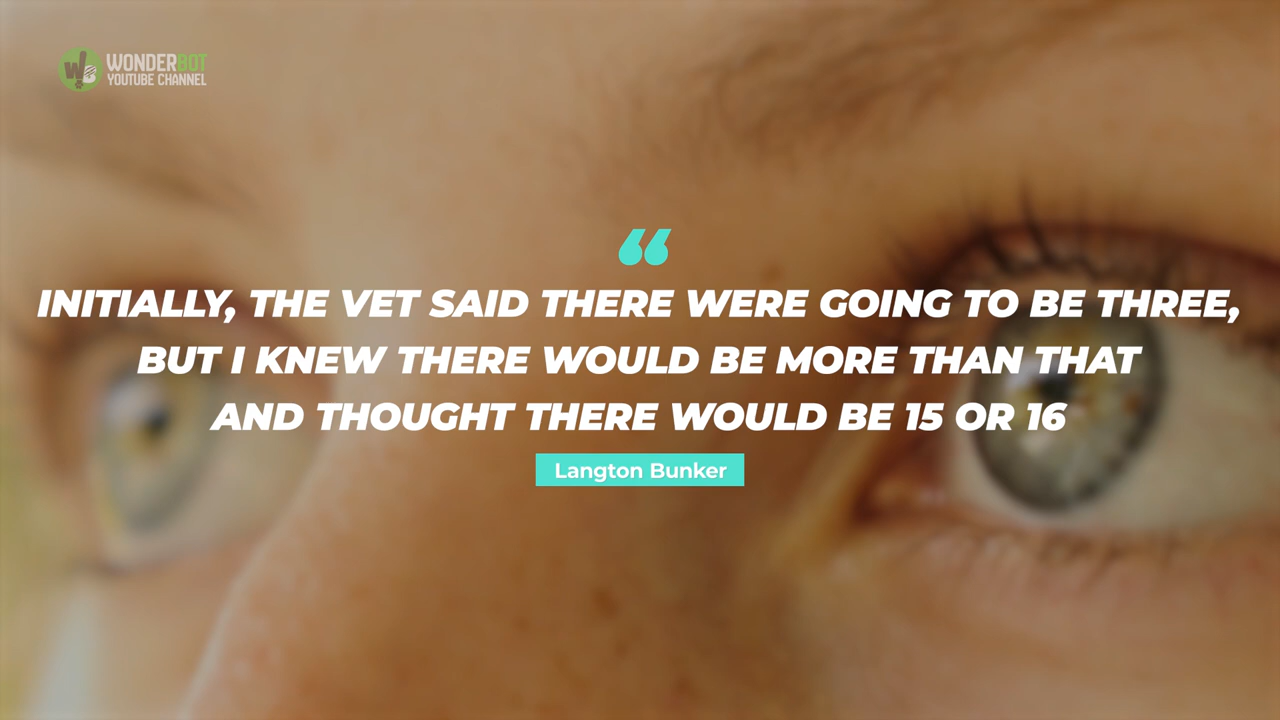 WONDERBOT
YOUTUBE CHANNEL
“
INITIALLY, THE VET SAID THERE WERE GOING TO BE THREE,
BUT I KNEW THERE WOULD BE MORE THAN THAT
AND THOUGHT THERE WOULD BE 15 OR 16
Langton Bunker